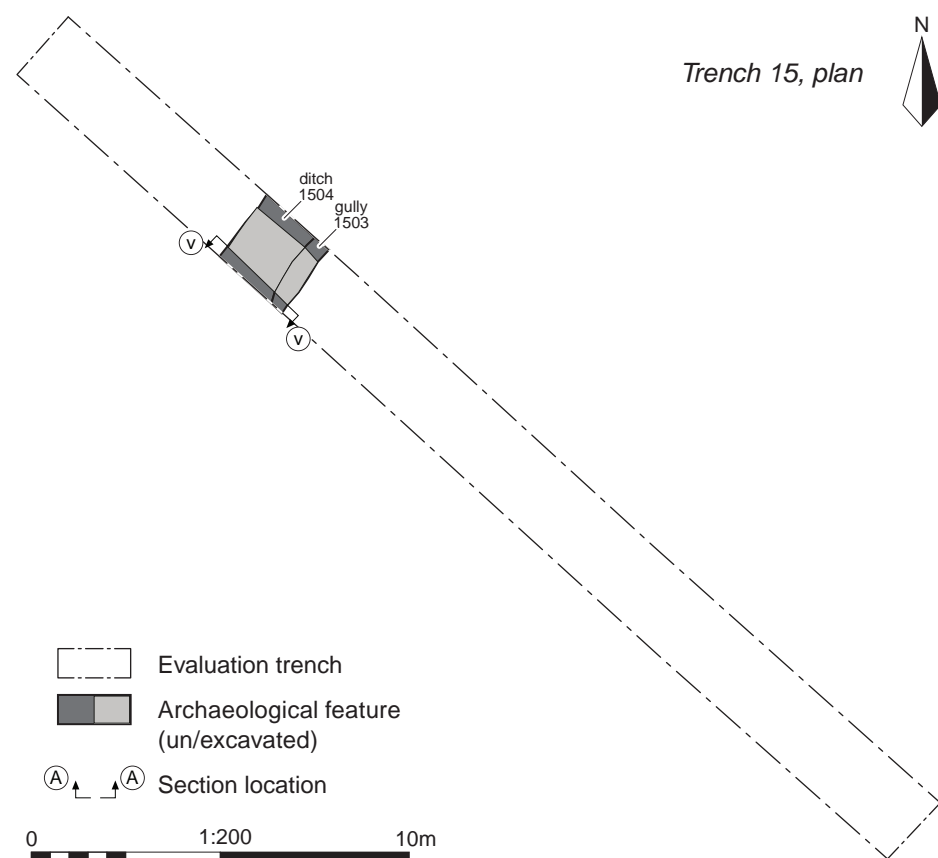 N
Trench 15, plan
ditch
1504
gully
1503
v
v
Evaluation trench
Archaeological feature
(un/excavated)
A A
Section location
0 1:200 10m